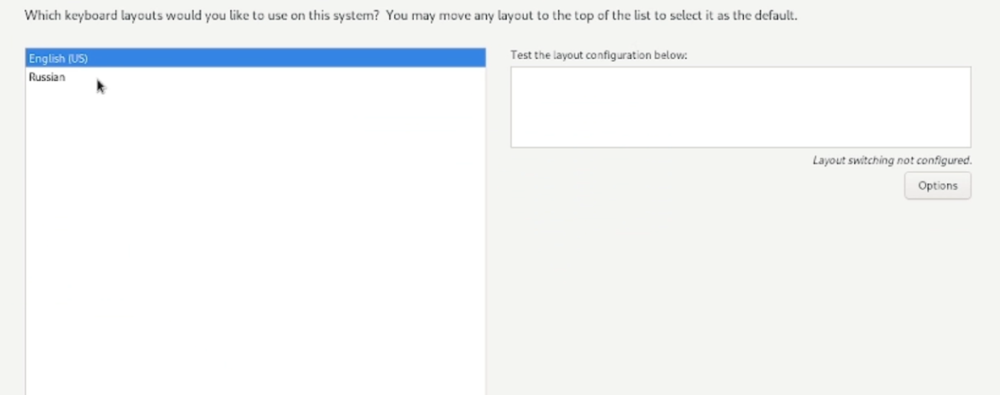 Which keyboard layouts would you like to use on this system?  You may move any layout to the top of the list to select it as the default.
English (US)
Russian
Test the layout configuration below:
Layout switching not configured.
Options